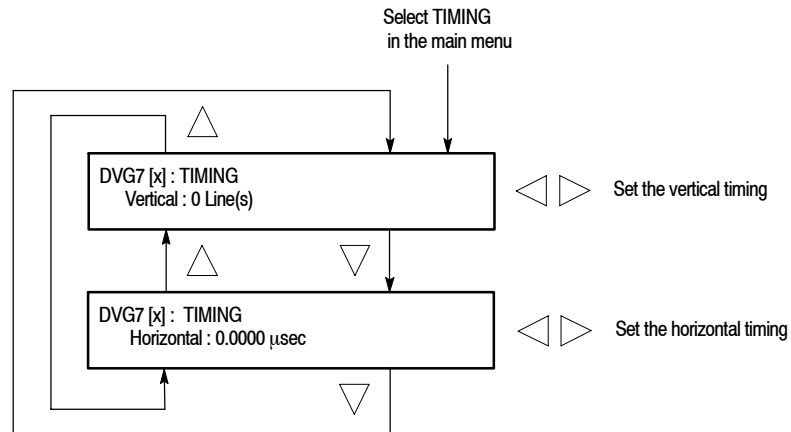 Select TIMING
in the main menu
DVG7 [x] : TIMING
Vertical : 0 Line(s)
Set the vertical timing
DVG7 [x] : TIMING
Horizontal : 0.0000 μsec
Set the horizontal timing